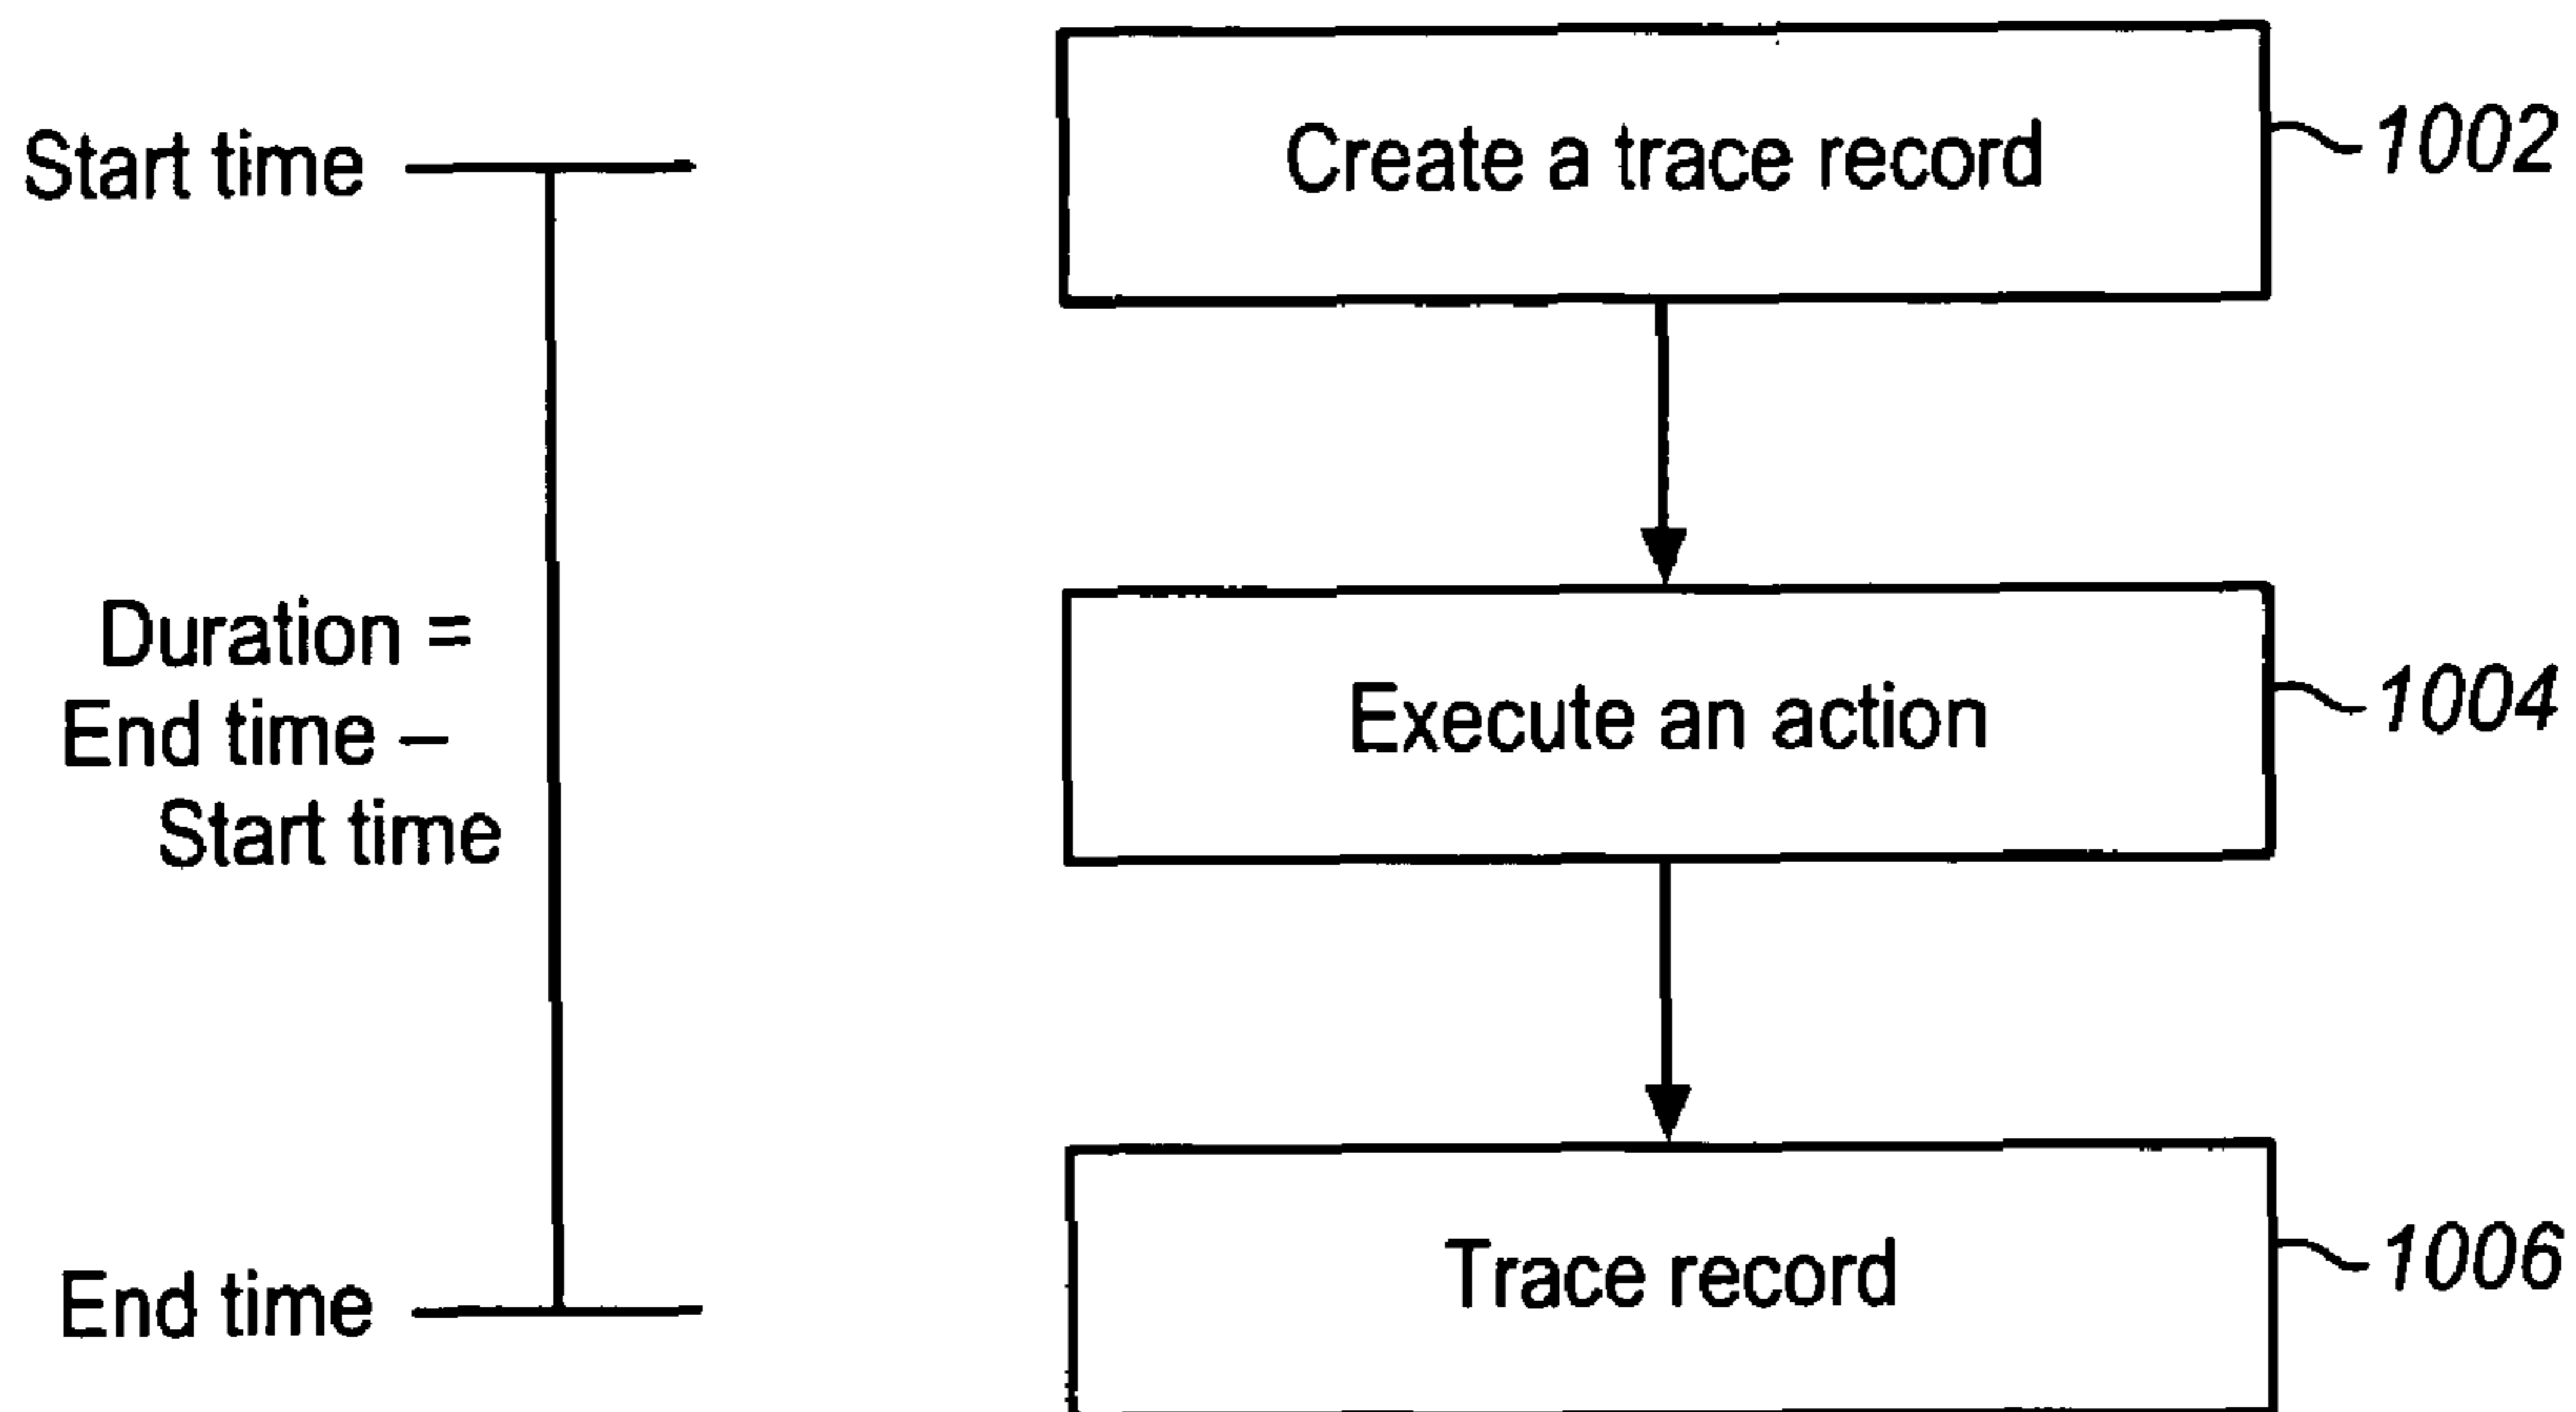 Start time
Duration =
End time –
Start time
End time
Create a trace record
1002
Execute an action
1004
Trace record
1006